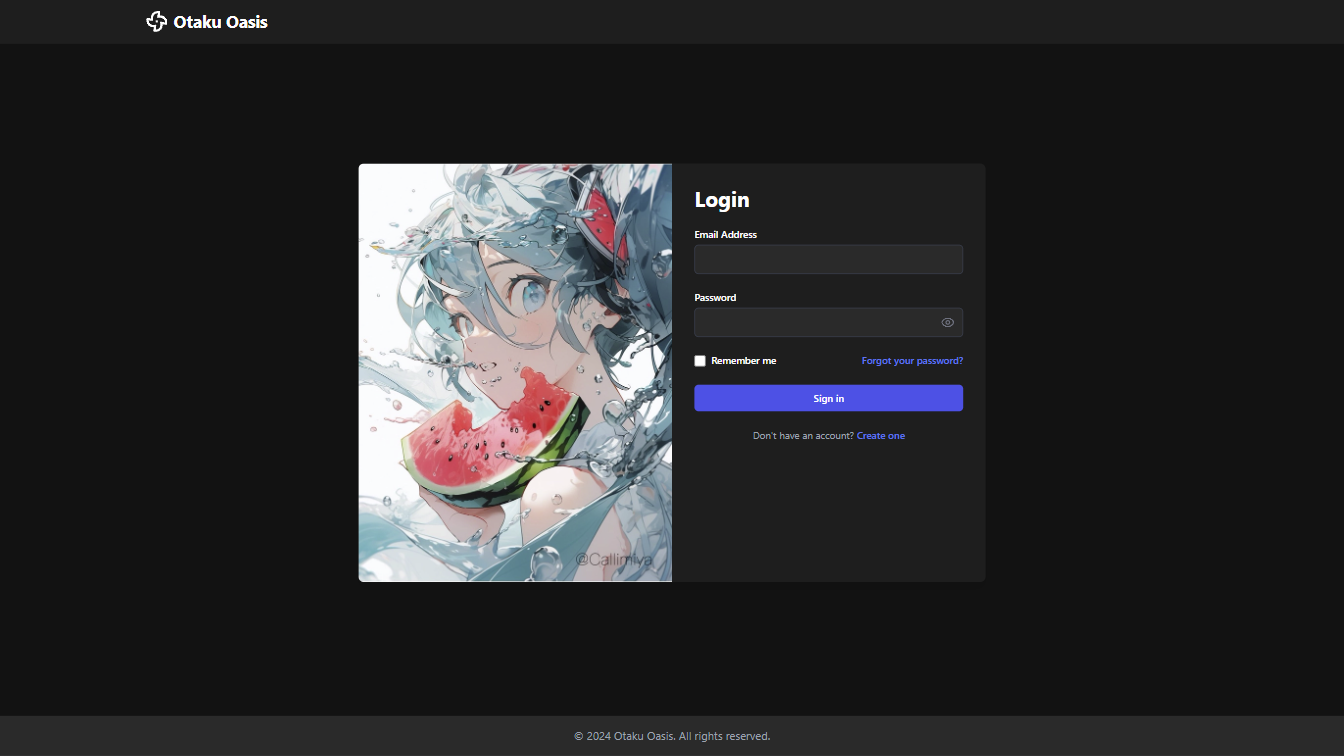 Otaku Oasis
@Callimiya
Login
Email Address
Password
Remember me
Forgot your password?
Sign in
Don't have an account? Create one
© 2024 Otaku Oasis. All rights reserved.